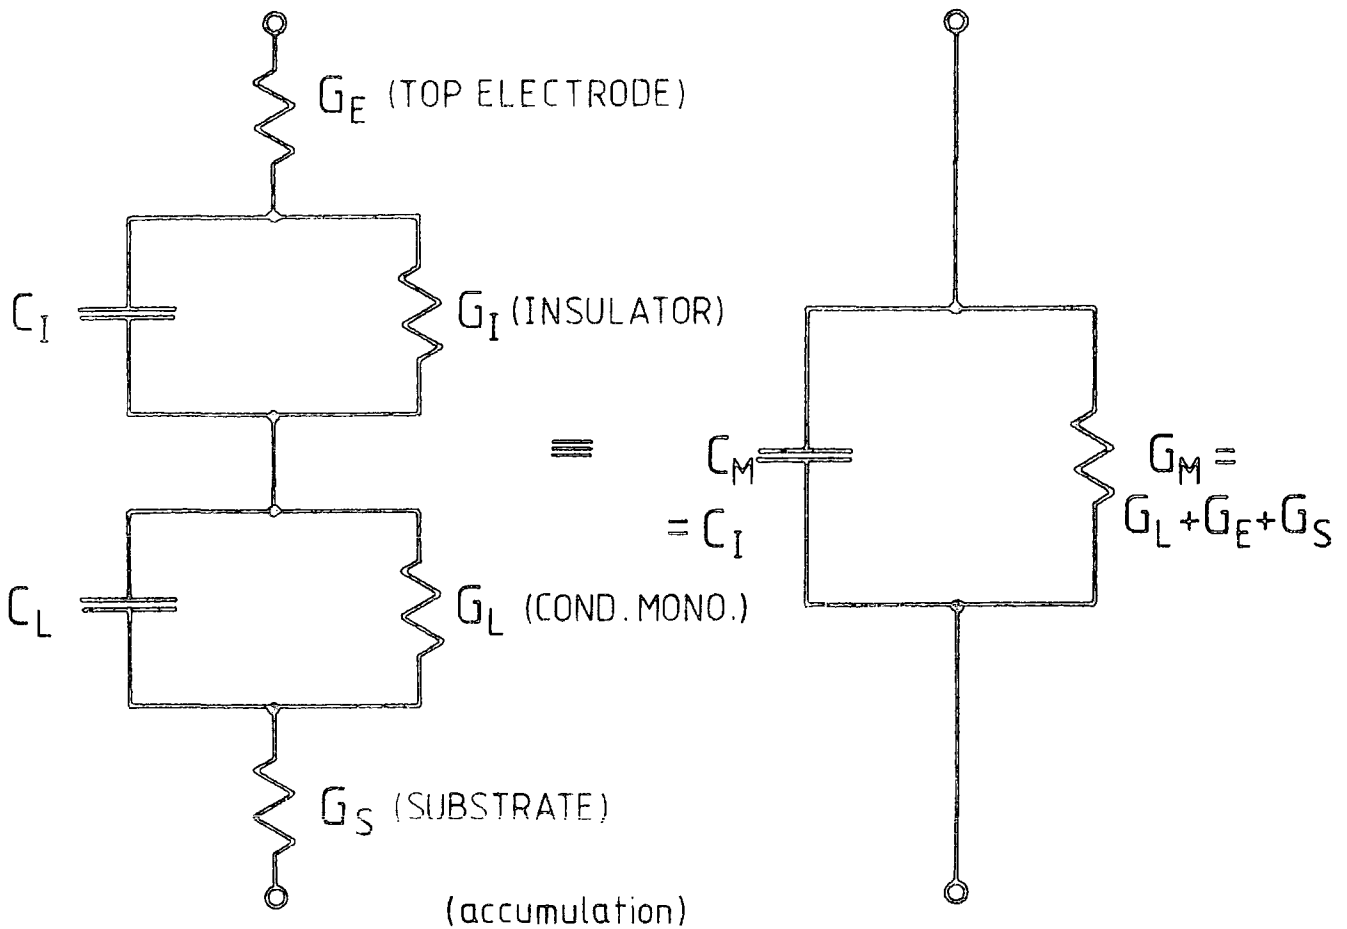 G_E (TOP ELECTRODE)
C_I
G_I (INSULATOR)
≡
C_M
= C_I
G_M =
G_L + G_E + G_S
C_L
G_L (COND. MONO.)
G_S (SUBSTRATE)
(accumulation)